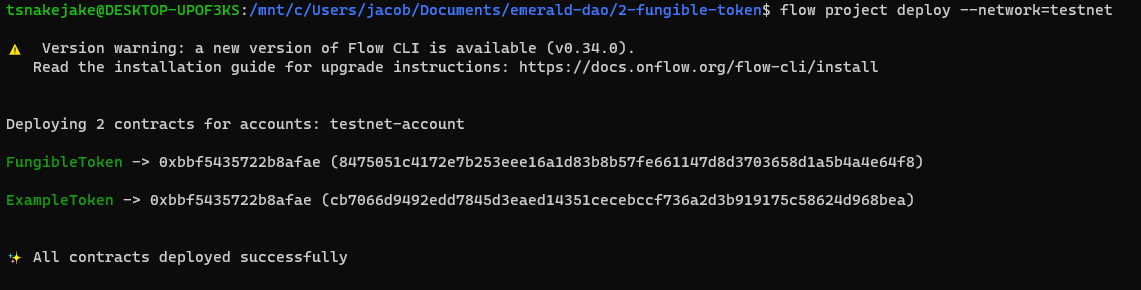 tsnakejake@DESKTOP-UPOF3KS:/mnt/c/Users/jacob/Documents/emerald-dao/2-fungible-token$ flow project deploy --network=testnet
⚠️ Version warning: a new version of Flow CLI is available (v0.34.0).
Read the installation guide for upgrade instructions: https://docs.onflow.org/flow-cli/install
Deploying 2 contracts for accounts: testnet-account
FungibleToken -> 0xbbf5435722b8afae (8475051c4172e7b253eee16a1d83b8b57fe661147d8d3703658d1a5b4a4e64f8)
ExampleToken -> 0xbbf5435722b8afae (cb7066d9492edd7845d3eaed14351cecebccf736a2d3b919175c58624d968bea)
✨ All contracts deployed successfully